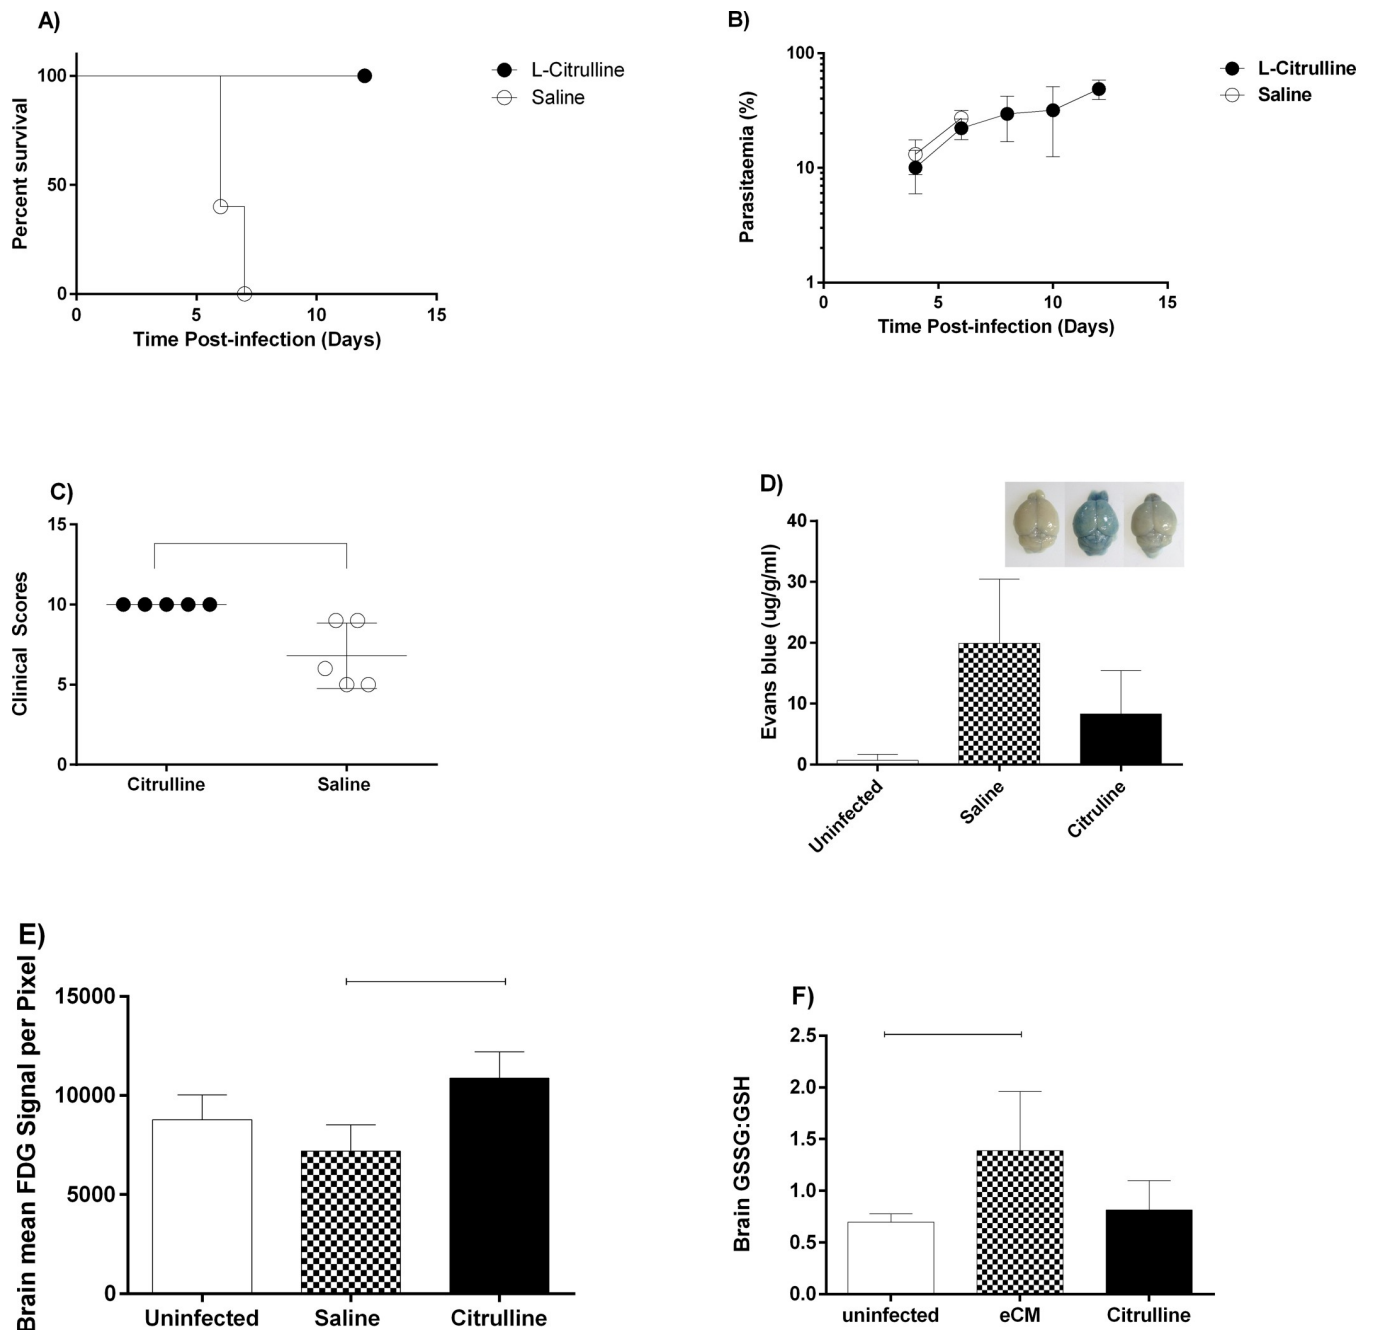 A)
100
50
0
Percent survival
0 5 10 15
Time Post-infection (Days)
L-Citrulline
Saline
B)
100
10
1
Parasitaemia (%)
0 5 10 15
Time Post-infection (Days)
L-Citrulline
Saline
C)
15
10
5
0
Clinical Scores
Citrulline Saline
D)
40
30
20
10
0
Evans blue (ug/g/ml)
Uninfected
Saline
Citruline
E)
15000
10000
5000
0
Brain mean FDG Signal per Pixel
Uninfected Saline Citrulline
F)
2.5
2.0
1.5
1.0
0.5
0.0
Brain GSSG:GSH
uninfected eCM Citrulline